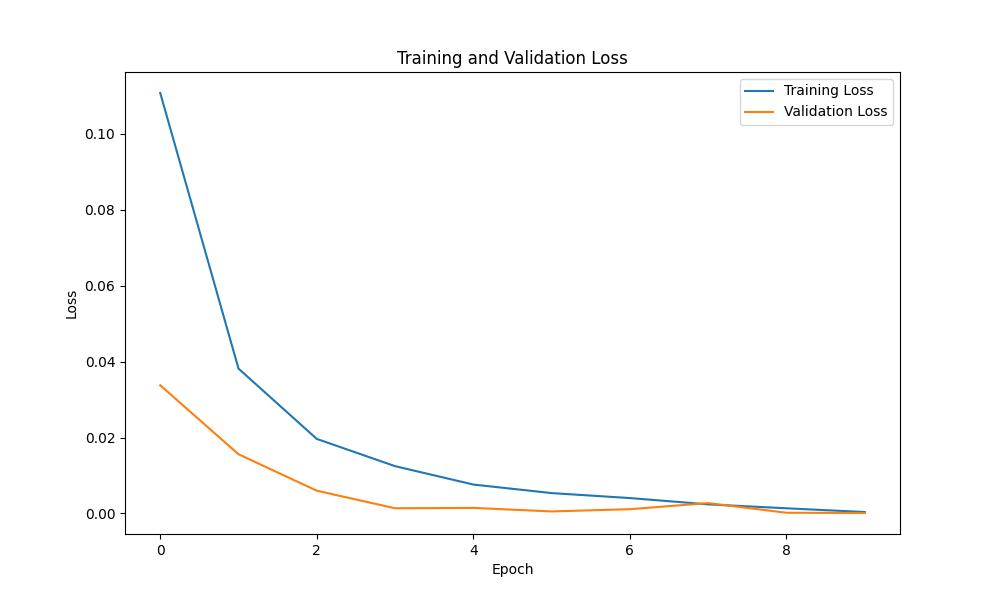 Training and Validation Loss
Training Loss
Validation Loss
0.10
0.08
0.06
0.04
0.02
0.00
Loss
0 2 4 6 8
Epoch